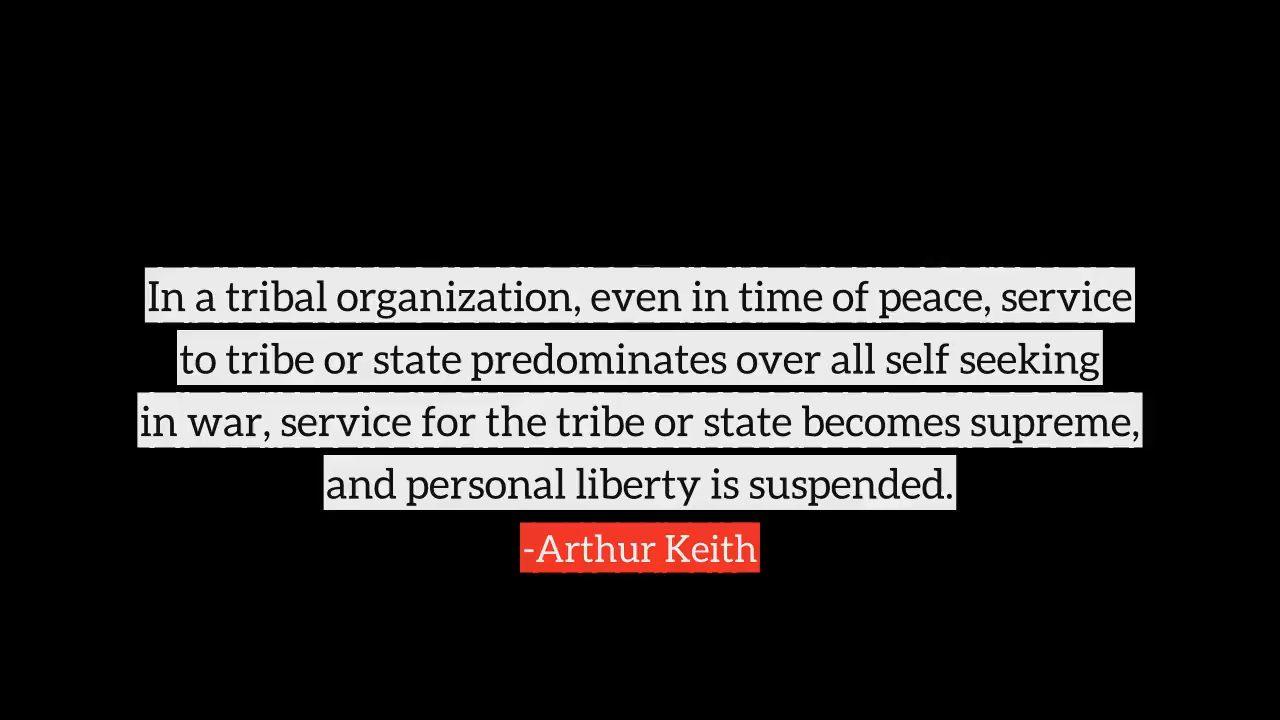 In a tribal organization, even in time of peace, service
to tribe or state predominates over all self seeking
in war, service for the tribe or state becomes supreme,
and personal liberty is suspended.
-Arthur Keith